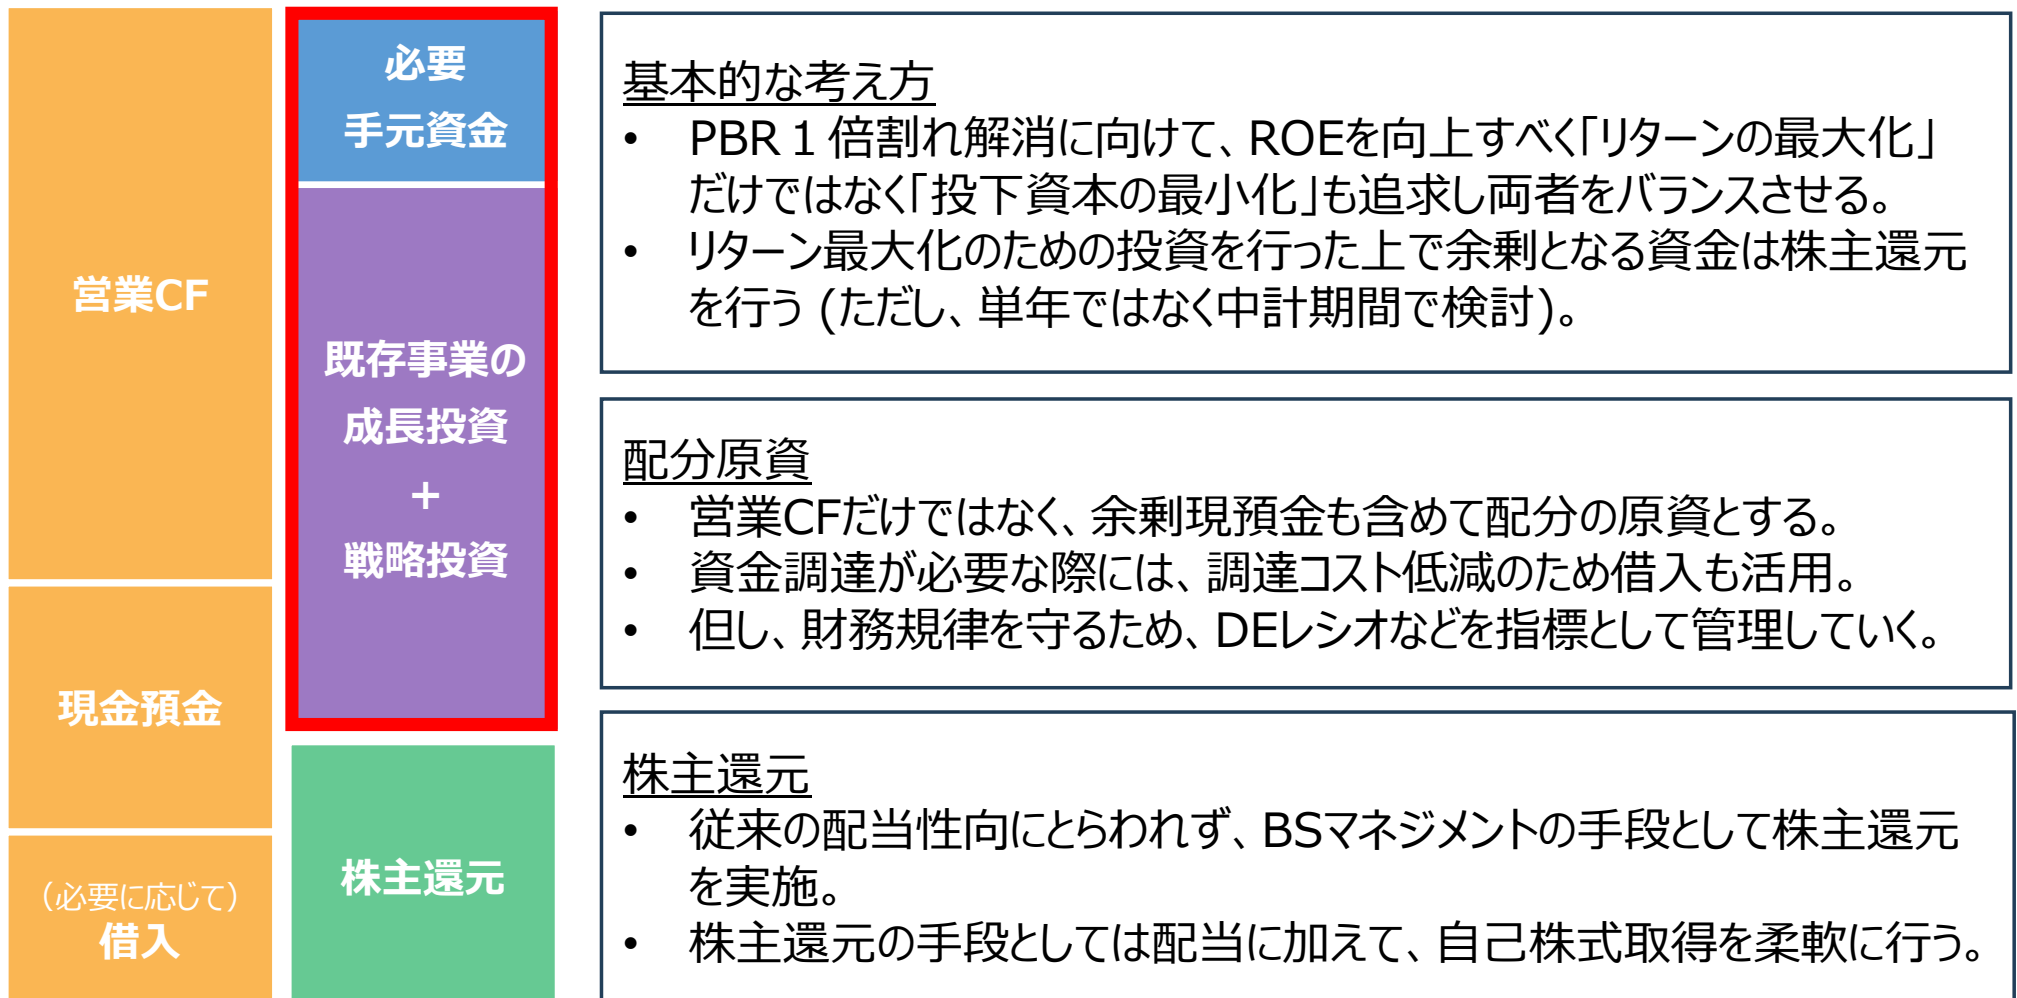 営業CF
現金預金
（必要に応じて）
借入
必要
手元資金
既存事業の
成長投資
+
戦略投資
株主還元
基本的な考え方
• PBR１倍割れ解消に向けて、ROEを向上すべく「リターンの最大化」
だけではなく「投下資本の最小化」も追求し両者をバランスさせる。
• リターン最大化のための投資を行った上で余剰となる資金は株主還元
を行う (ただし、単年ではなく中計期間で検討)。
配分原資
• 営業CFだけではなく、余剰現預金も含めて配分の原資とする。
• 資金調達が必要な際には、調達コスト低減のため借入も活用。
• 但し、財務規律を守るため、DEレシオなどを指標として管理していく。
株主還元
• 従来の配当性向にとらわれず、BSマネジメントの手段として株主還元
を実施。
• 株主還元の手段としては配当に加えて、自己株式取得を柔軟に行う。